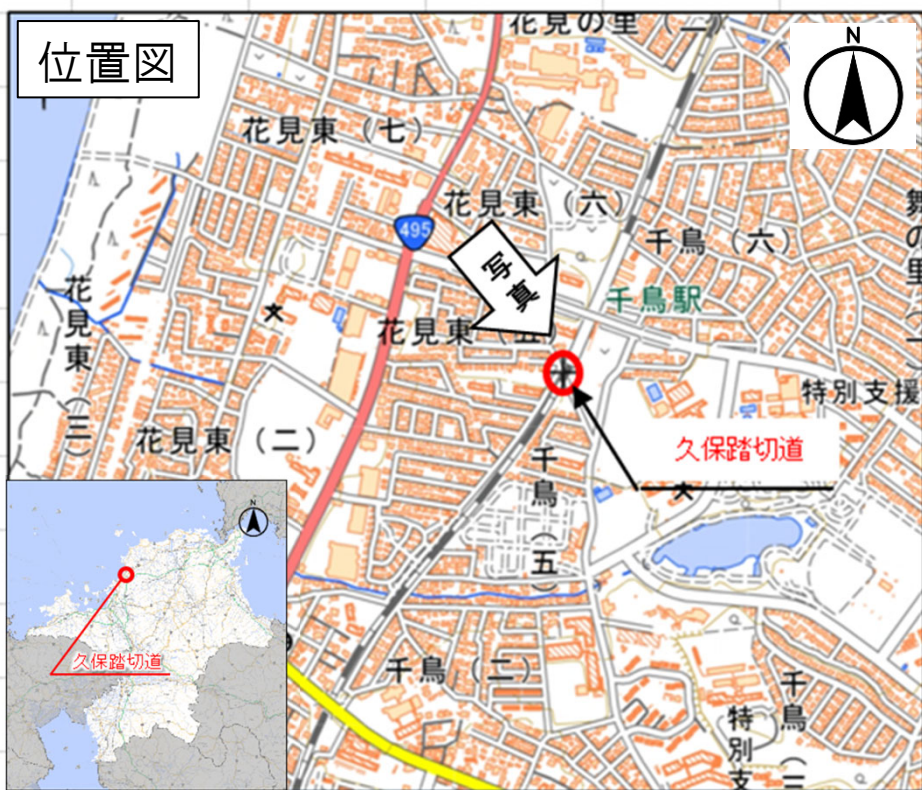 位置図
花見の里(二)
N
花見東(七)
花見東(六)
495
千鳥(六)
写真
千鳥駅
花見東(三)
花見東(五)
特別支援
花見東(二)
久保踏切道
千鳥(五)
N
久保踏切道
千鳥(二)
千鳥
特別支